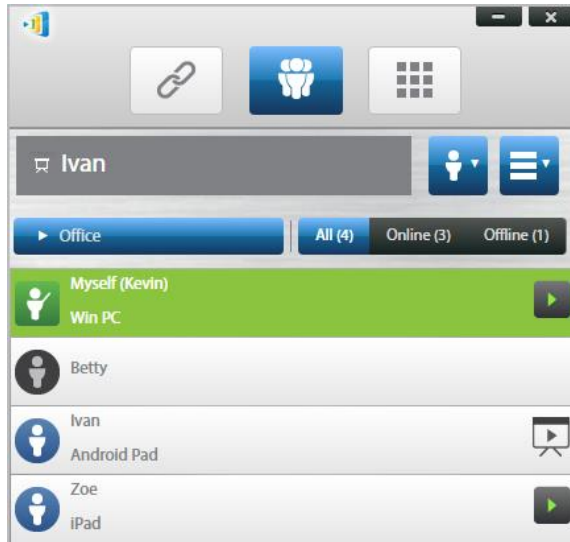 Ivan
Office
All (4) Online (3) Offline (1)
Myself (Kevin)
Win PC
Betty
Ivan
Android Pad
Zoe
iPad